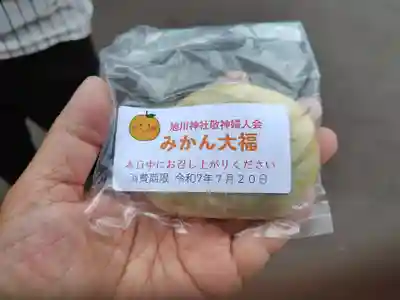 旭川神社敬神婦人会
みかん大福
本日中にお召し上がりください
消費期限 令和7年7月20日